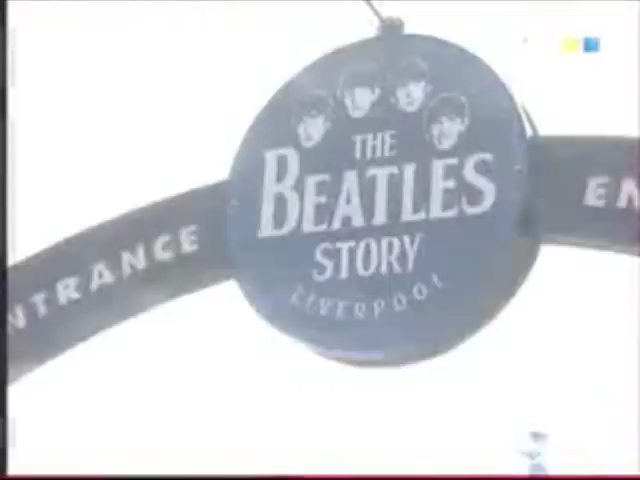 THE
BEATLES
STORY
LIVERPOOL
NTRANCE
EN